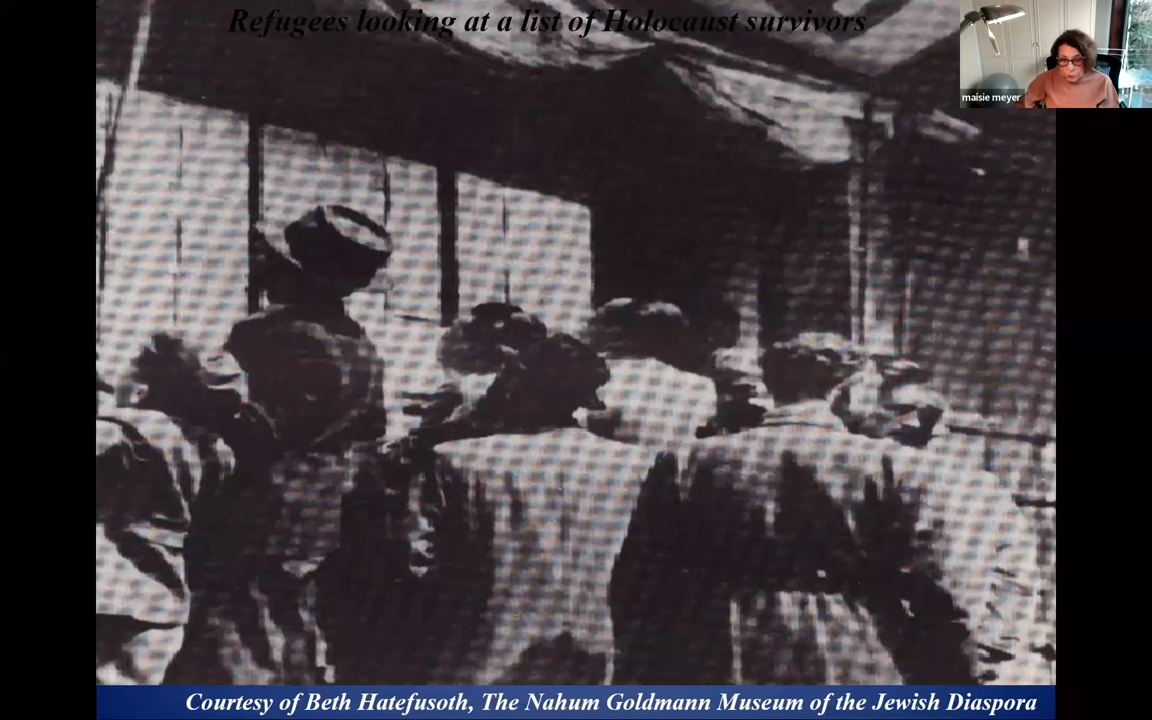 Refugees looking at a list of Holocaust survivors
maisie meyer
Courtesy of Beth Hatefusoth, The Nahum Goldmann Museum of the Jewish Diaspora